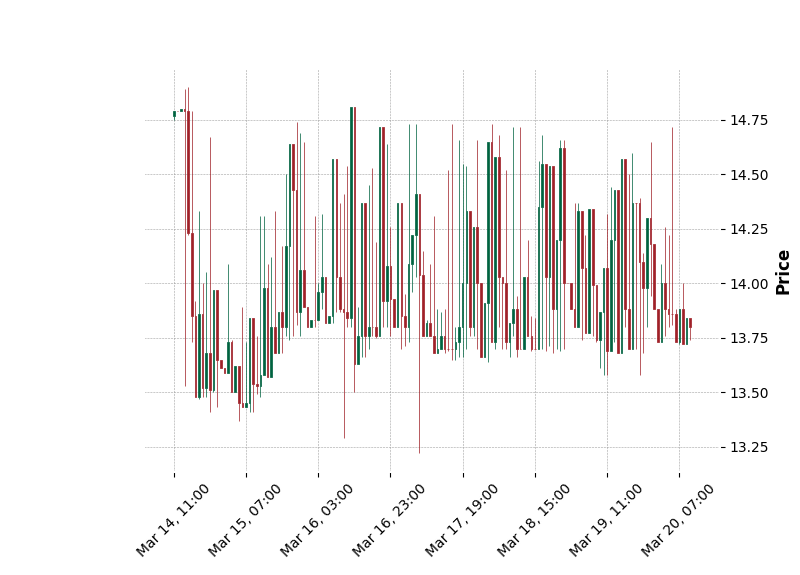 14.75
14.50
14.25
14.00
13.75
13.50
13.25
Price
Mar 14, 11:00
Mar 15, 07:00
Mar 16, 03:00
Mar 16, 23:00
Mar 17, 19:00
Mar 18, 15:00
Mar 19, 11:00
Mar 20, 07:00